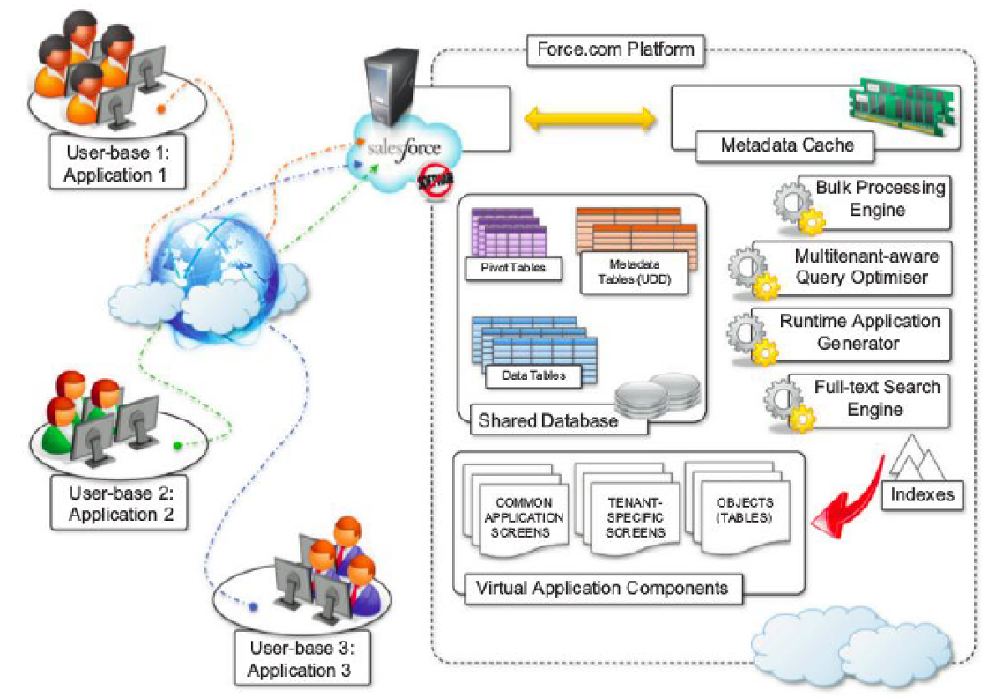 Force.com Platform
User-base 1:
Application 1
salesforce
Metadata Cache
Bulk Processing
Engine
Multitenant-aware
Query Optimiser
Runtime Application
Generator
Full-text Search
Engine
Pivot Tables
Metadata
Tables (UDD)
Data Tables
Shared Database
User-base 2:
Application 2
Indexes
COMMON
APPLICATION
SCREENS
TENANT-
SPECIFIC
SCREENS
OBJECTS
(TABLES)
Virtual Application Components
User-base 3:
Application 3